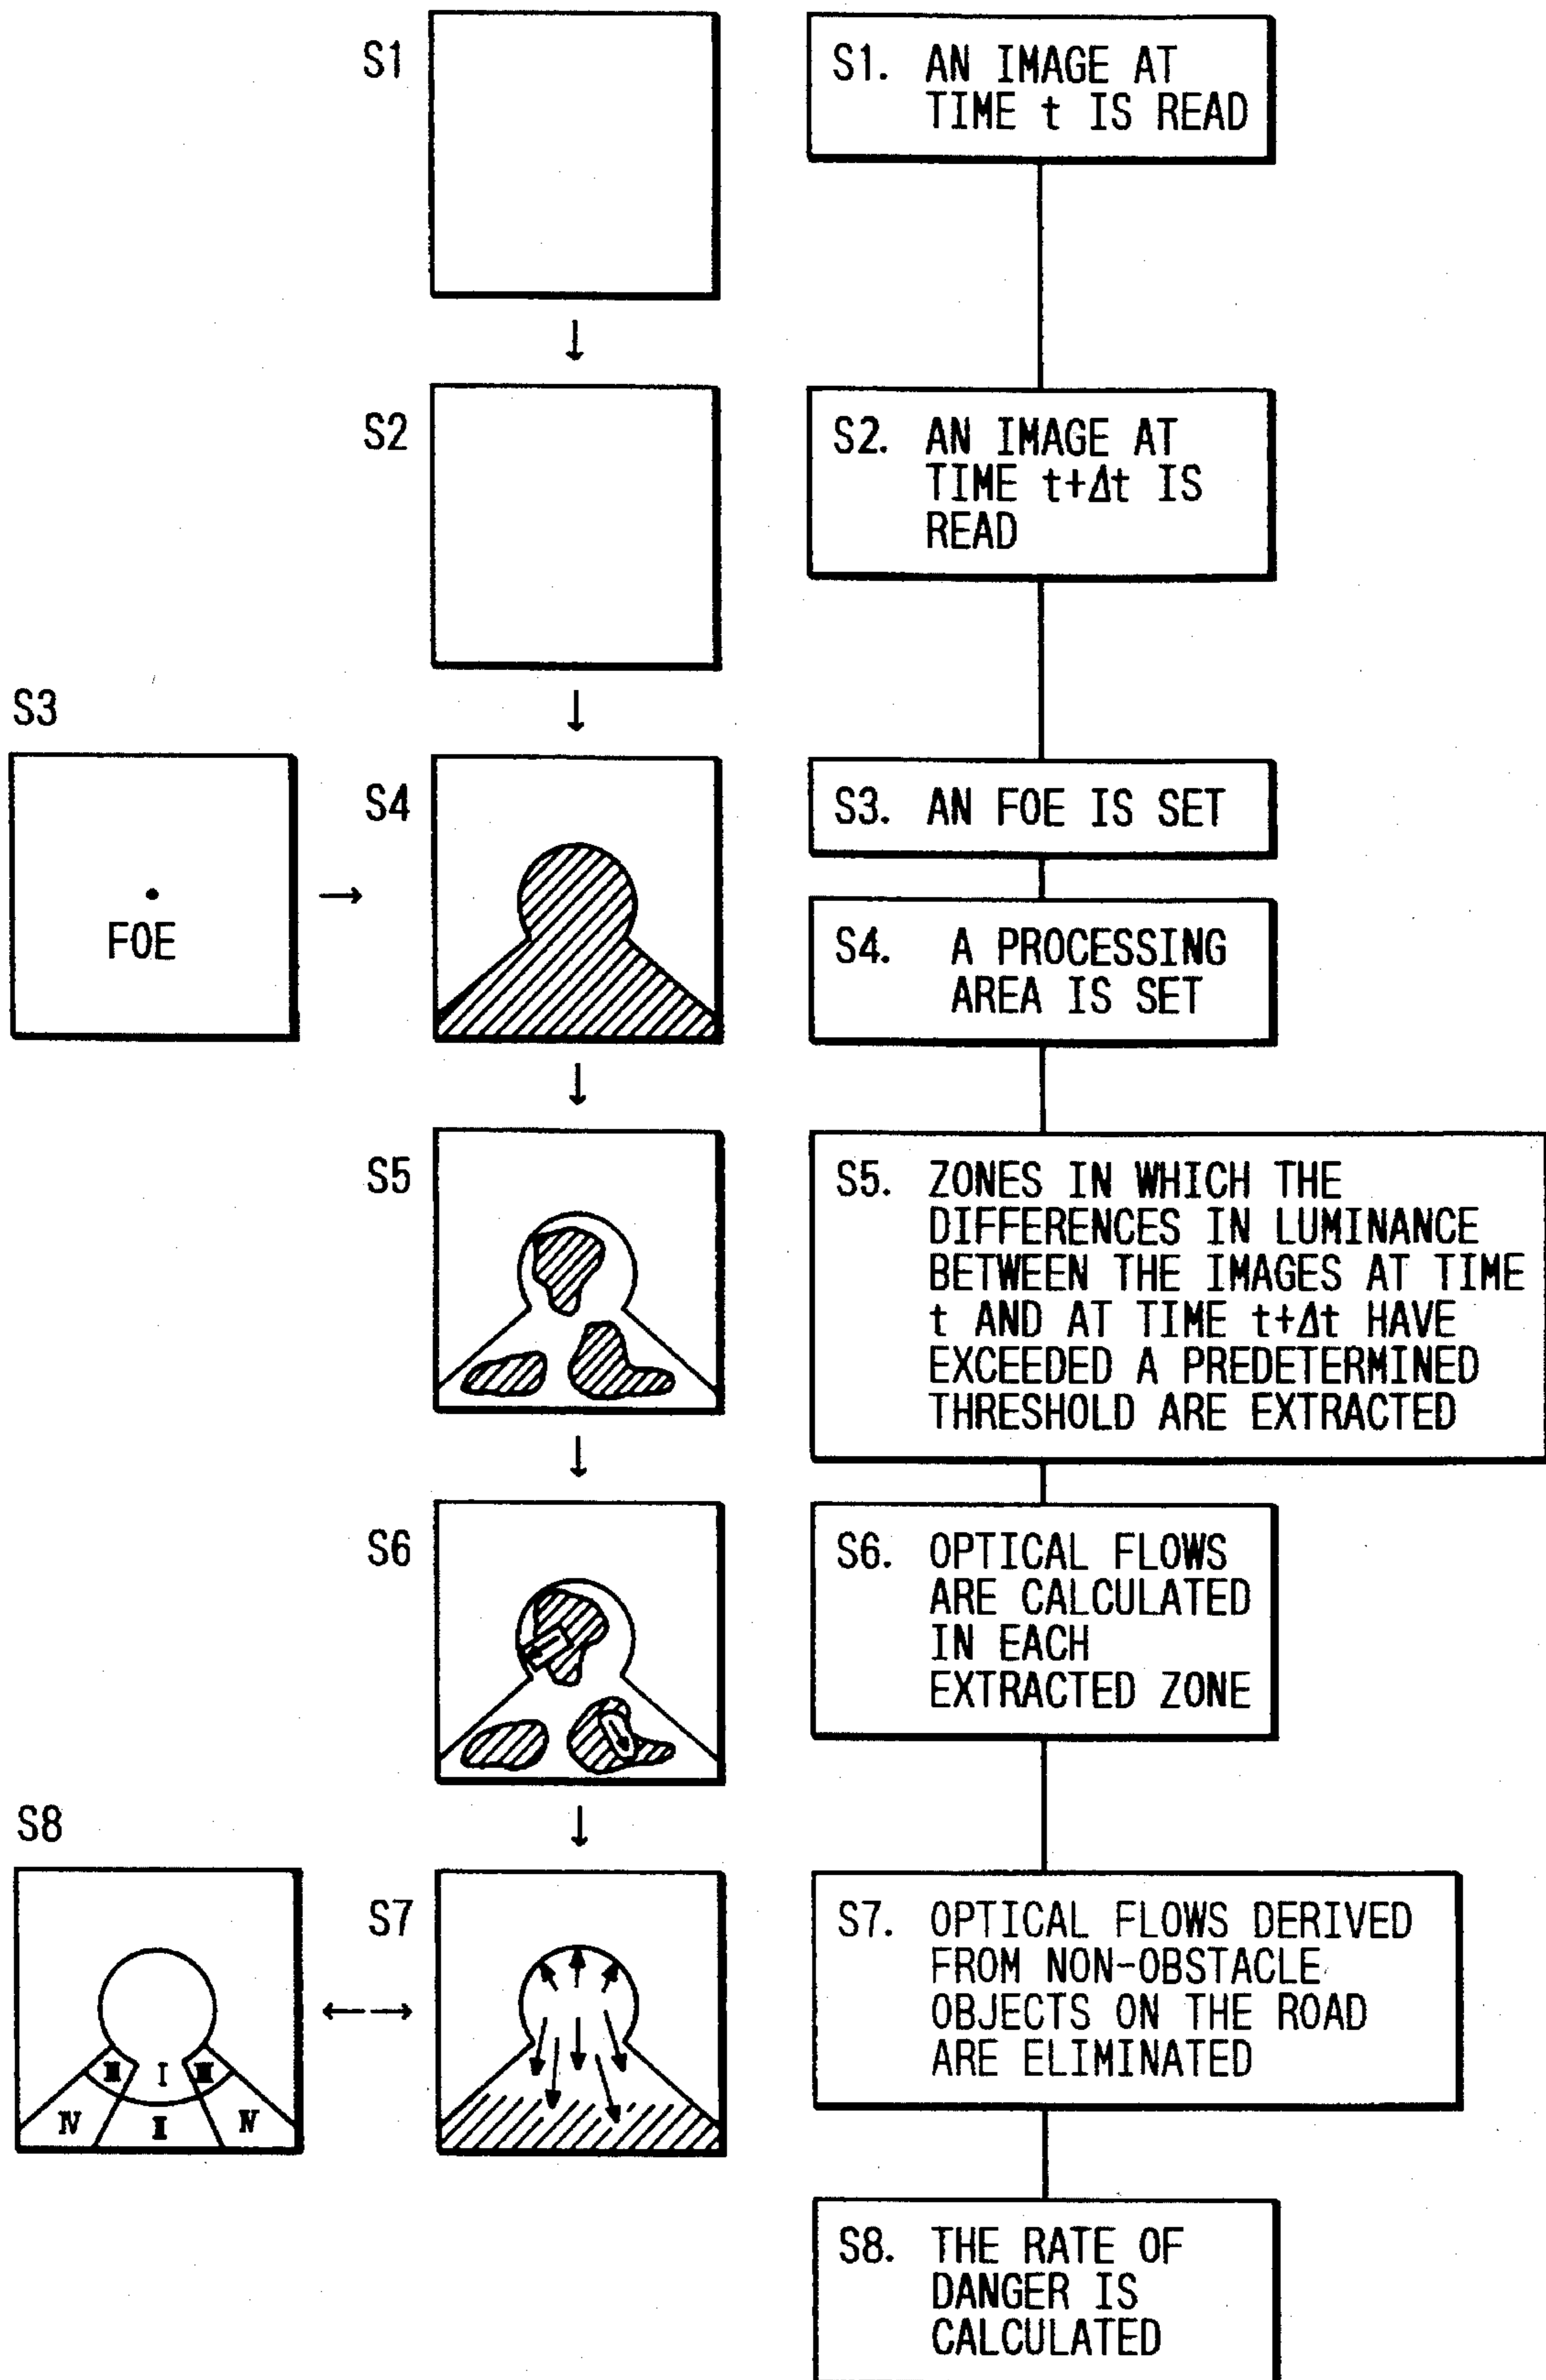 S1
S1. AN IMAGE AT
TIME t IS READ
S2
S2. AN IMAGE AT
TIME t+Δt IS
READ
S3
FOE
S4
S3. AN FOE IS SET
S4. A PROCESSING
AREA IS SET
S5
S5. ZONES IN WHICH THE
DIFFERENCES IN LUMINANCE
BETWEEN THE IMAGES AT TIME
t AND AT TIME t+Δt HAVE
EXCEEDED A PREDETERMINED
THRESHOLD ARE EXTRACTED
S6
S6. OPTICAL FLOWS
ARE CALCULATED
IN EACH
EXTRACTED ZONE
S8
III I III
IV II IV
S7
S7. OPTICAL FLOWS DERIVED
FROM NON-OBSTACLE
OBJECTS ON THE ROAD
ARE ELIMINATED
S8. THE RATE OF
DANGER IS
CALCULATED